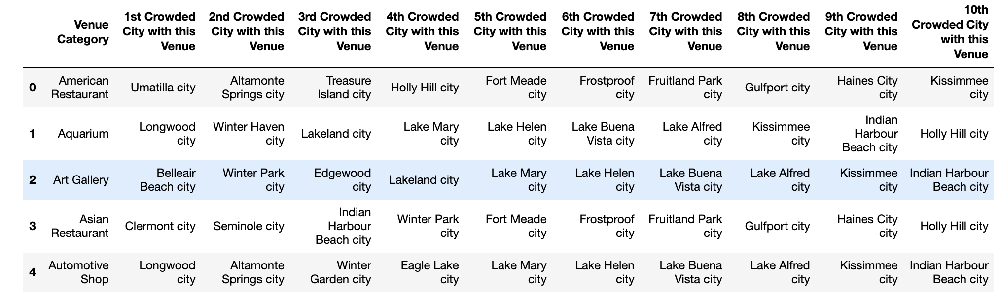 Venue Category 1st Crowded City with this Venue 2nd Crowded City with this Venue 3rd Crowded City with this Venue 4th Crowded City with this Venue 5th Crowded City with this Venue 6th Crowded City with this Venue 7th Crowded City with this Venue 8th Crowded City with this Venue 9th Crowded City with this Venue 10th Crowded City with this Venue
0 American Restaurant Umatilla city Altamonte Springs city Treasure Island city Holly Hill city Fort Meade city Frostproof city Fruitland Park city Gulfport city Haines City city Kissimmee city
1 Aquarium Longwood city Winter Haven city Lakeland city Lake Mary city Lake Helen city Lake Buena Vista city Lake Alfred city Kissimmee city Indian Harbour Beach city Holly Hill city
2 Art Gallery Belleair Beach city Winter Park city Edgewood city Lakeland city Lake Mary city Lake Helen city Lake Buena Vista city Lake Alfred city Kissimmee city Indian Harbour Beach city
3 Asian Restaurant Clermont city Seminole city Indian Harbour Beach city Winter Park city Fort Meade city Frostproof city Fruitland Park city Gulfport city Haines City city Holly Hill city
4 Automotive Shop Longwood city Altamonte Springs city Winter Garden city Eagle Lake city Lake Mary city Lake Helen city Lake Buena Vista city Lake Alfred city Kissimmee city Indian Harbour Beach city